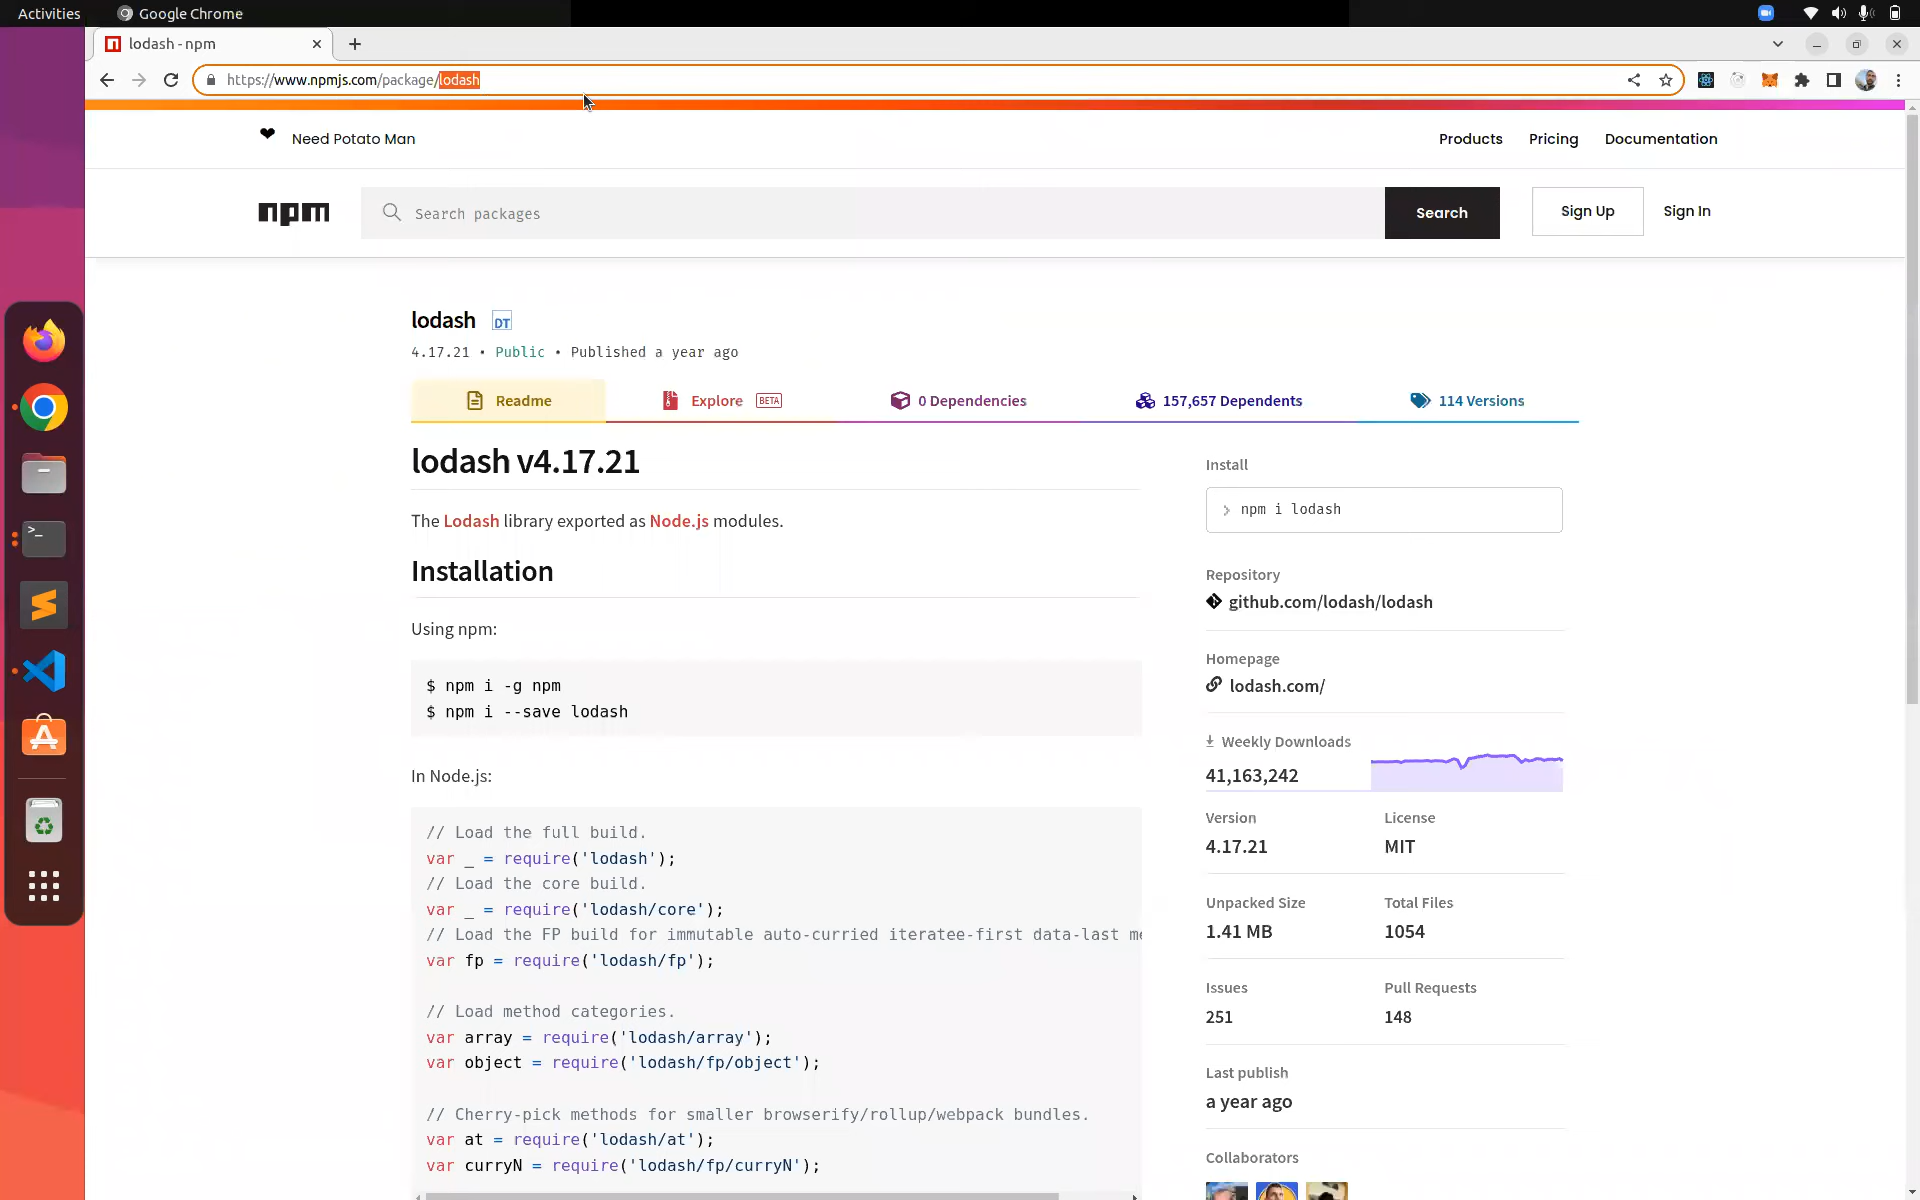 Activities
Google Chrome
lodash - npm
https://www.npmjs.com/package/lodash
Need Potato Man
Products
Pricing
Documentation
npm
Search packages
Search
Sign Up
Sign In
lodash DT
4.17.21 • Public • Published a year ago
Readme
Explore BETA
0 Dependencies
157,657 Dependents
114 Versions
lodash v4.17.21
The Lodash library exported as Node.js modules.
Installation
Using npm:
$ npm i -g npm
$ npm i --save lodash
In Node.js:
// Load the full build.
var _ = require('lodash');
// Load the core build.
var _ = require('lodash/core');
// Load the FP build for immutable auto-curried iteratee-first data-last me
var fp = require('lodash/fp');
// Load method categories.
var array = require('lodash/array');
var object = require('lodash/fp/object');
// Cherry-pick methods for smaller browserify/rollup/webpack bundles.
var at = require('lodash/at');
var curryN = require('lodash/fp/curryN');
Install
npm i lodash
Repository
github.com/lodash/lodash
Homepage
lodash.com/
Weekly Downloads
41,163,242
Version
License
4.17.21
MIT
Unpacked Size
Total Files
1.41 MB
1054
Issues
Pull Requests
251
148
Last publish
a year ago
Collaborators